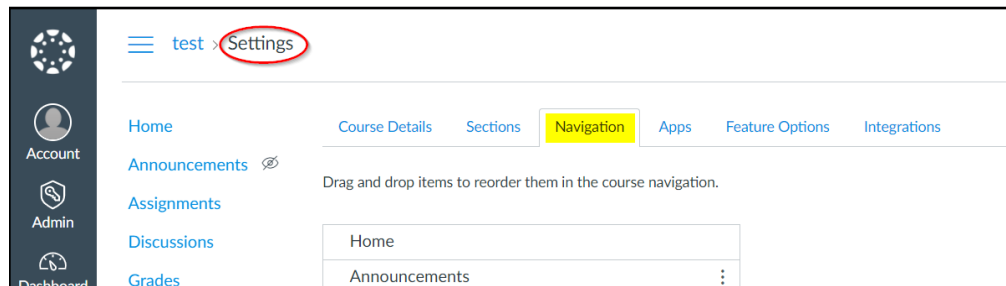 test > Settings
Account
Admin
Dashboard
Home
Announcements
Assignments
Discussions
Grades
Course Details Sections Navigation Apps Feature Options Integrations
Drag and drop items to reorder them in the course navigation.
Home
Announcements